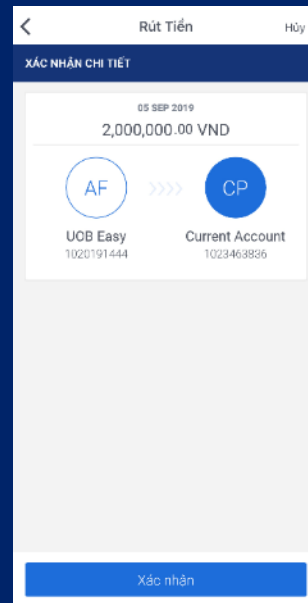 Rút Tiền
Hủy
XÁC NHẬN CHI TIẾT
05 SEP 2019
2,000,000.00 VND
AF
CP
UOB Easy
Current Account
1020191444
1023463836
Xác nhận